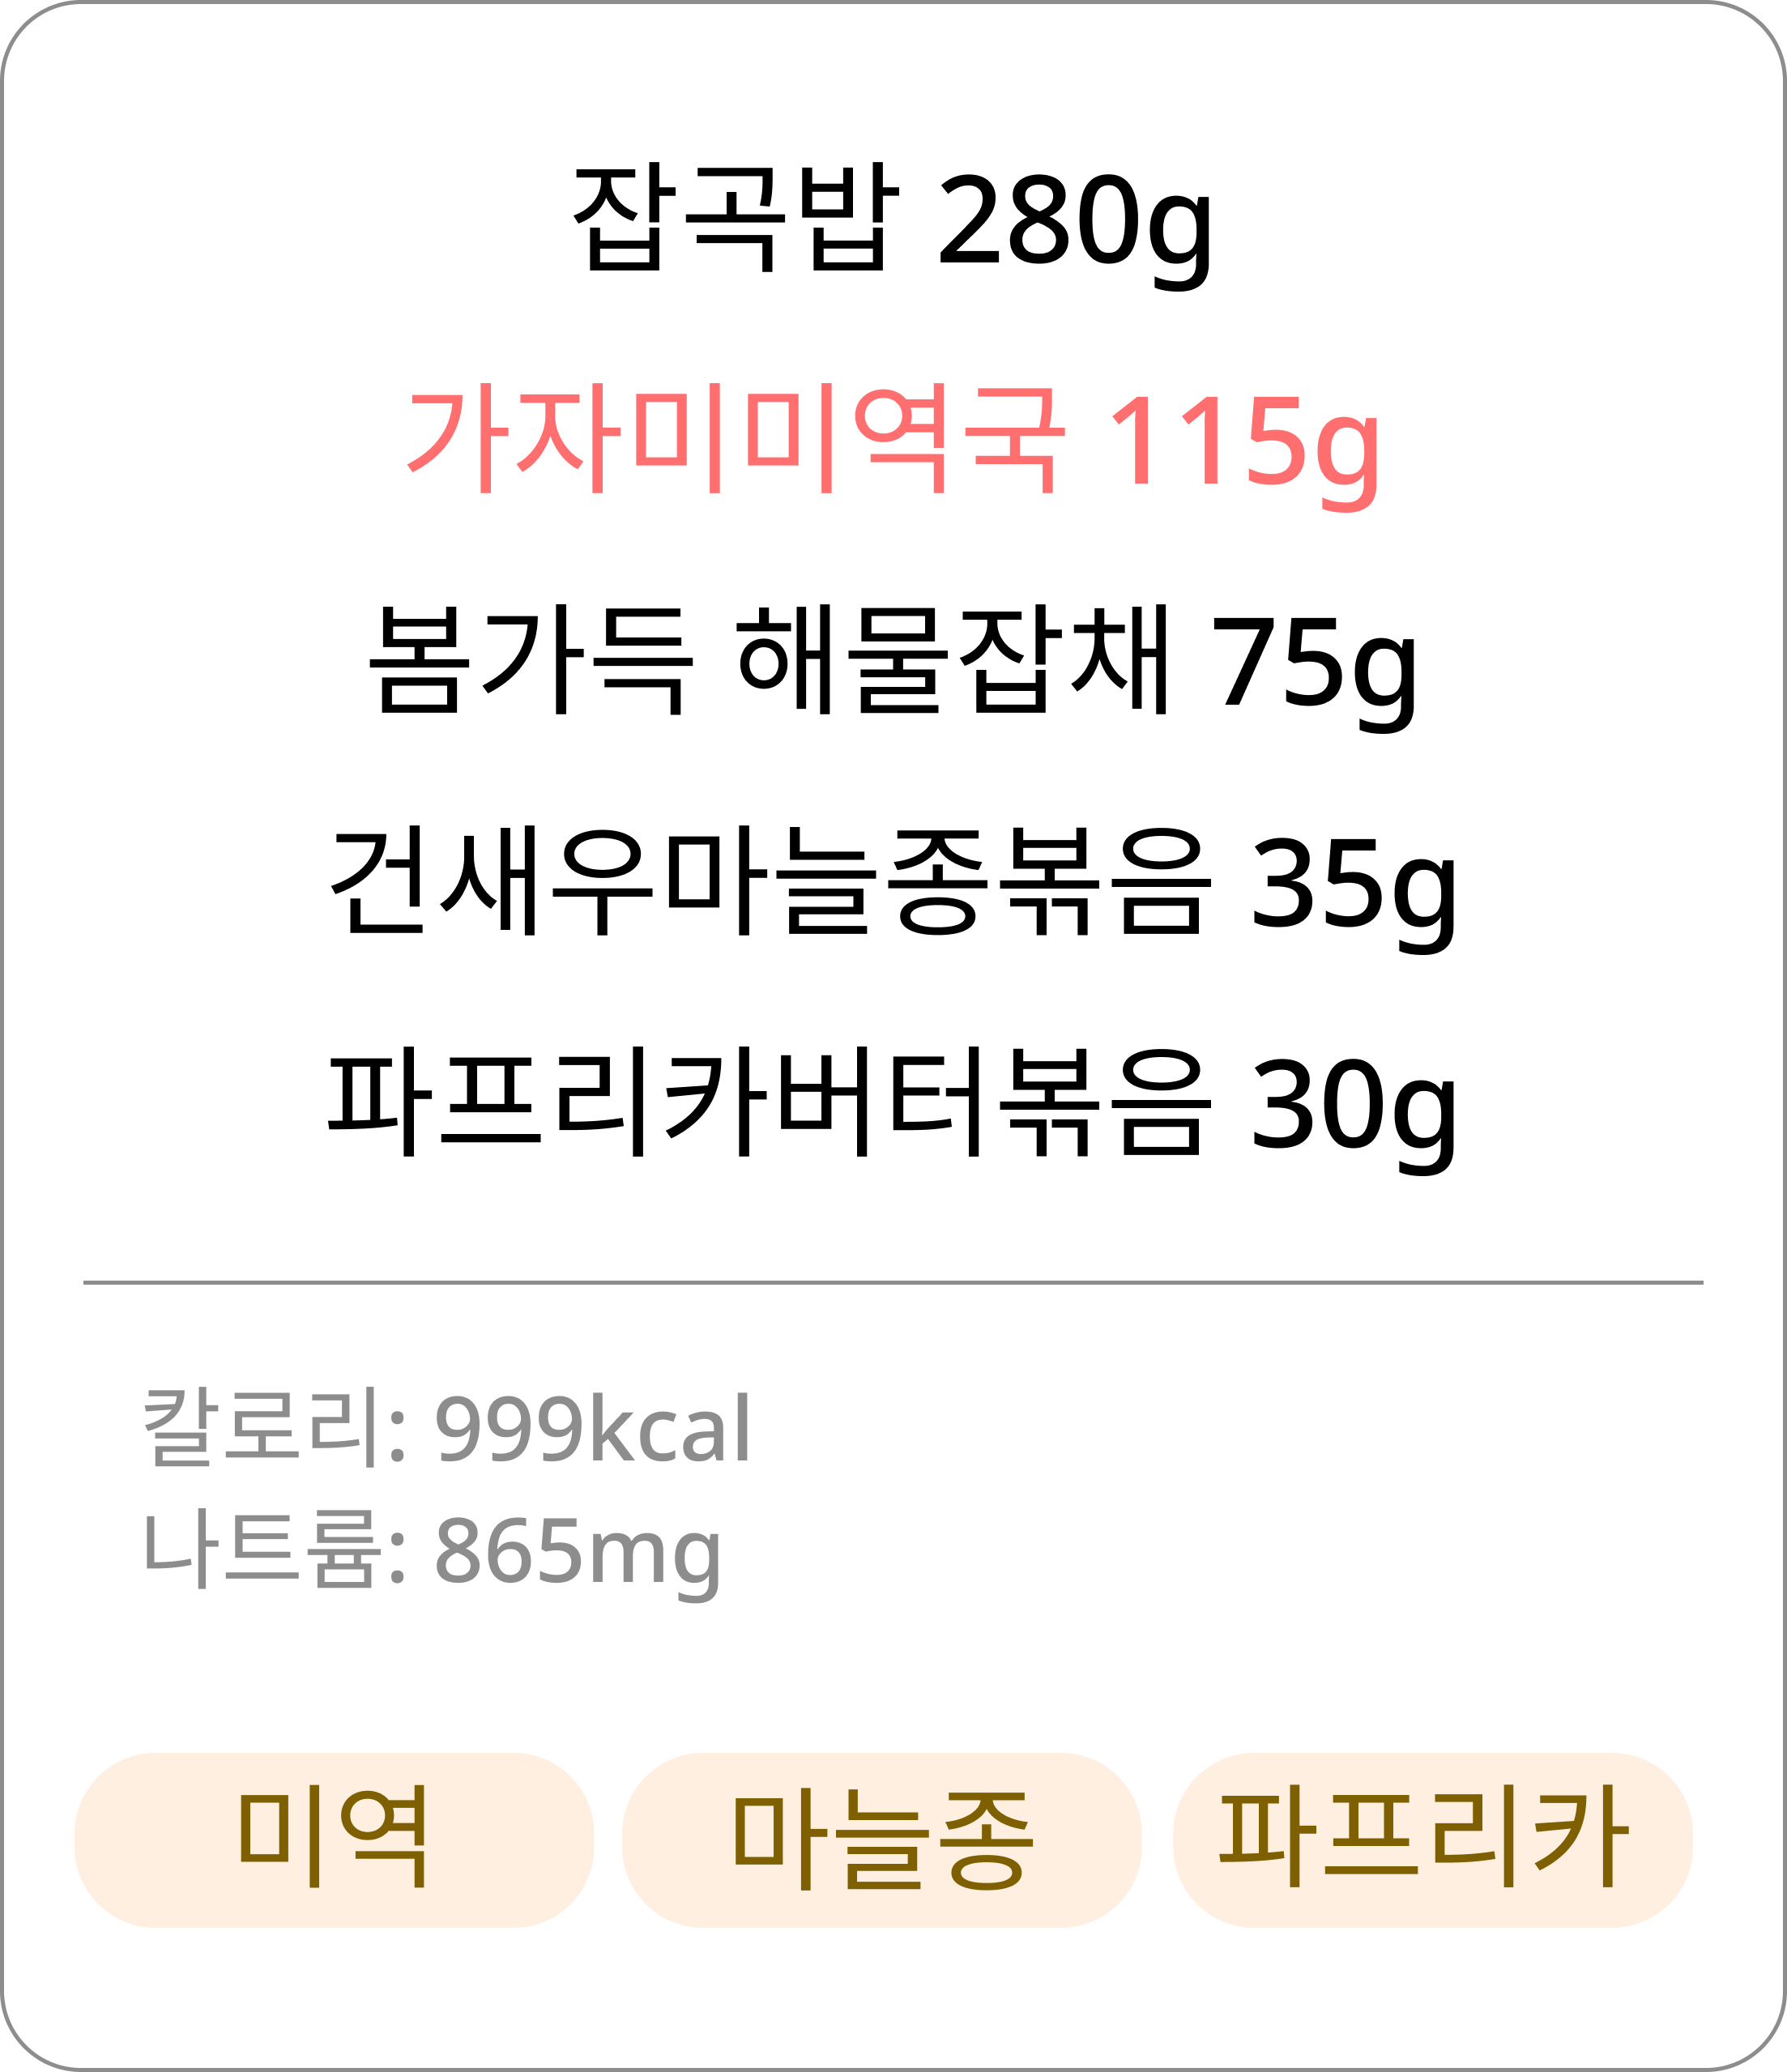 잡곡밥 280g
가자미미역국 115g
봄가득 해물잡채 75g
건새우마늘종볶음 35g
파프리카버터볶음 30g
칼로리: 999kcal
나트륨: 865mg
미역 마늘종 파프리카